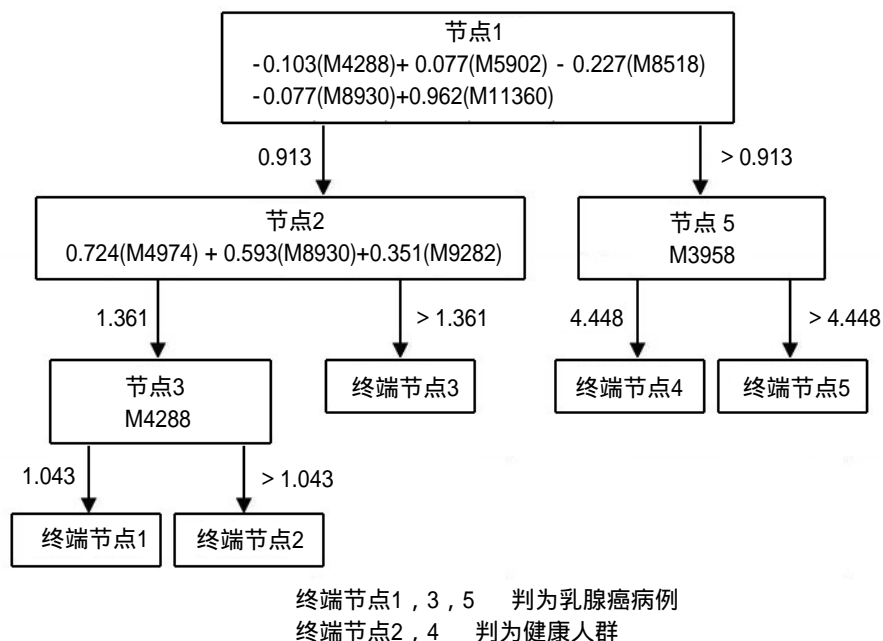 节点1
-0.103(M4288)+ 0.077(M5902) - 0.227(M8518)
-0.077(M8930)+0.962(M11360)
0.913
> 0.913
节点2
0.724(M4974) + 0.593(M8930)+0.351(M9282)
节点 5
M3958
1.361
> 1.361
4.448
> 4.448
节点3
M4288
终端节点3
终端节点4
终端节点5
1.043
> 1.043
终端节点1
终端节点2
终端节点1 , 3 , 5 判为乳腺癌病例
终端节点2 , 4 判为健康人群